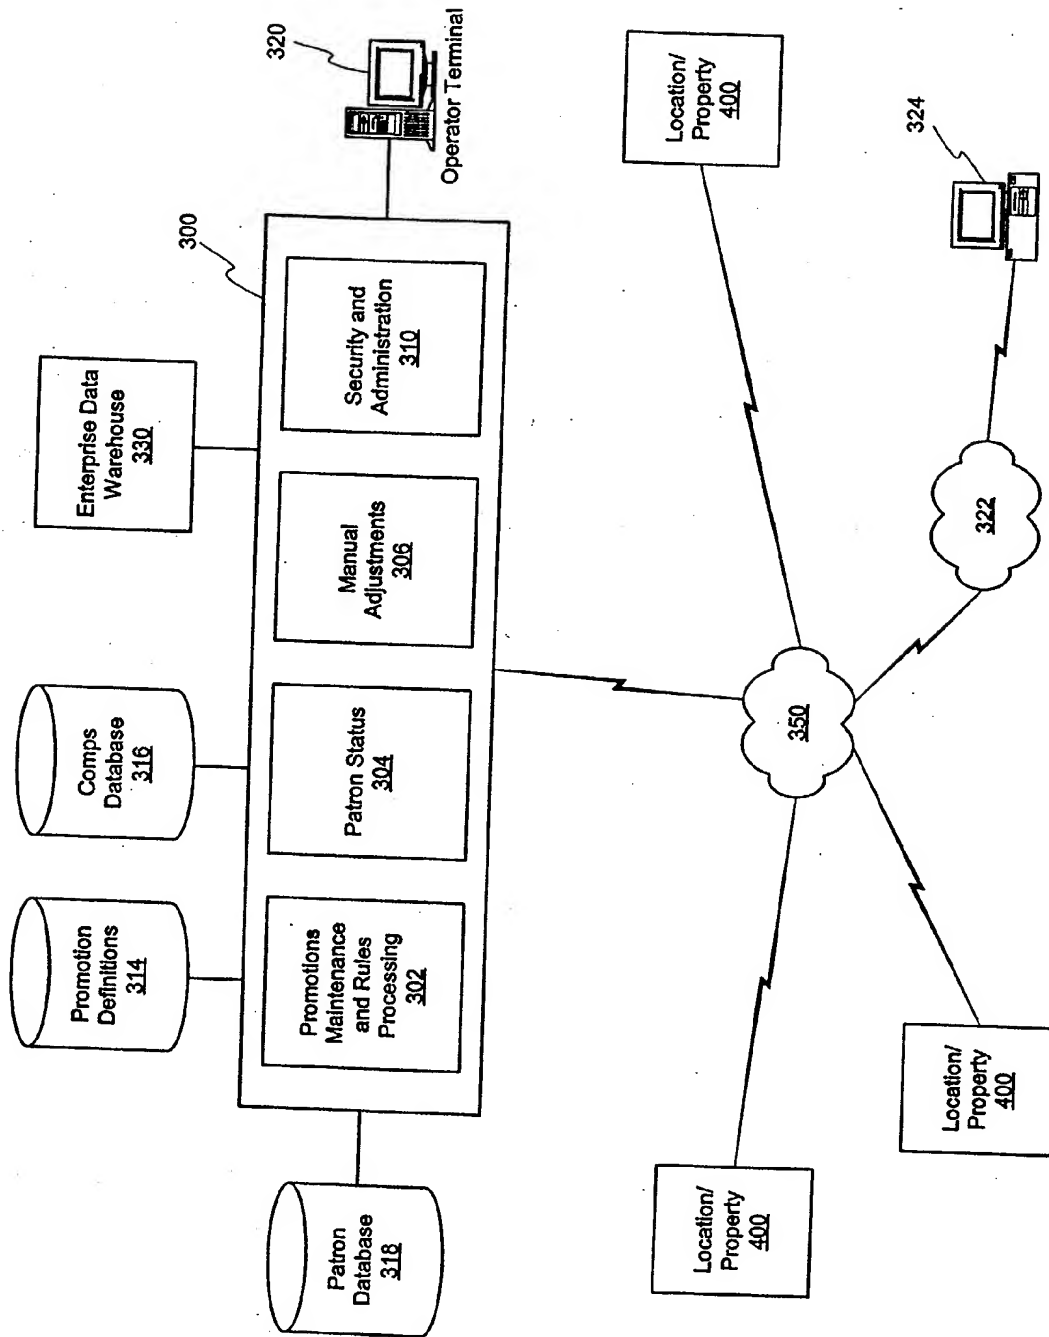 Promotion
Definitions
314
Comps
Database
316
Enterprise Data
Warehouse
330
300
320
Operator Terminal
Patron
Database
318
Promotions
Maintenance
and Rules
Processing
302
Patron Status
304
Manual
Adjustments
306
Security and
Administration
310
Location/
Property
400
350
Location/
Property
400
Location/
Property
400
322
324